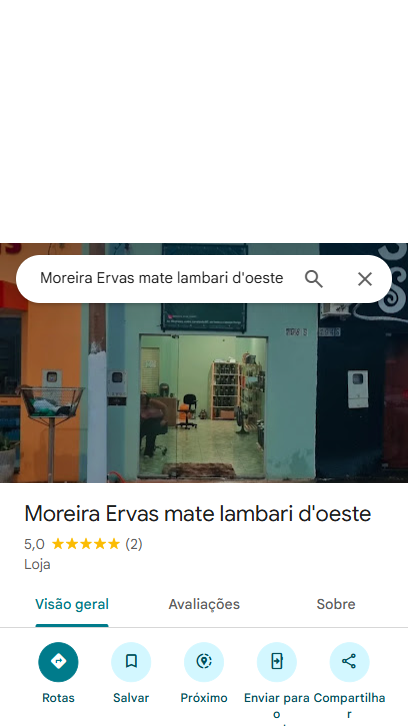 Moreira Ervas mate lambari d'oeste
Moreira Ervas mate lambari d'oeste
5,0 (2)
Loja
Visão geral Avaliações Sobre
Rotas Salvar Próximo Enviar para o Compartilhar